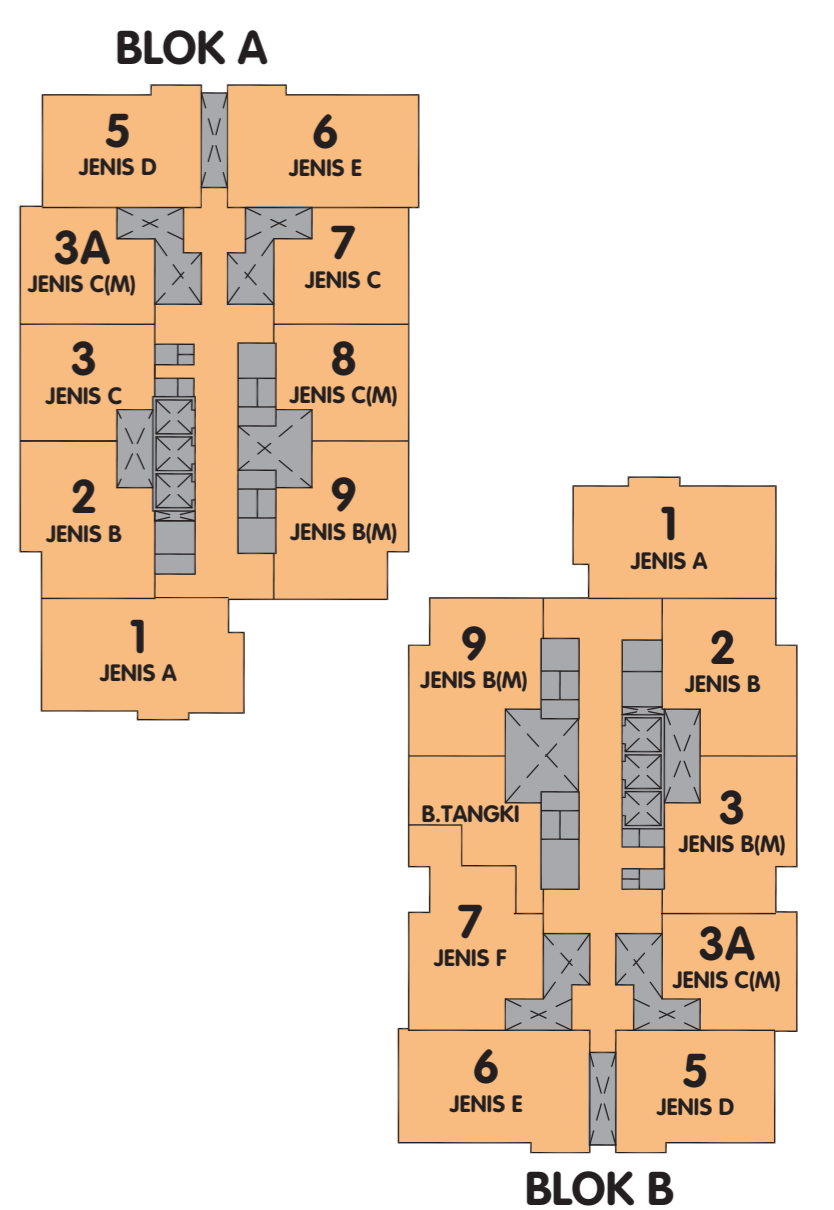 BLOK A
5
JENIS D
6
JENIS E
3A
JENIS C(M)
7
JENIS C
3
JENIS C
8
JENIS C(M)
2
JENIS B
9
JENIS B(M)
1
JENIS A
1
JENIS A
9
JENIS B(M)
2
JENIS B
B.TANGKI
3
JENIS B(M)
7
JENIS F
3A
JENIS C(M)
6
JENIS E
5
JENIS D
BLOK B